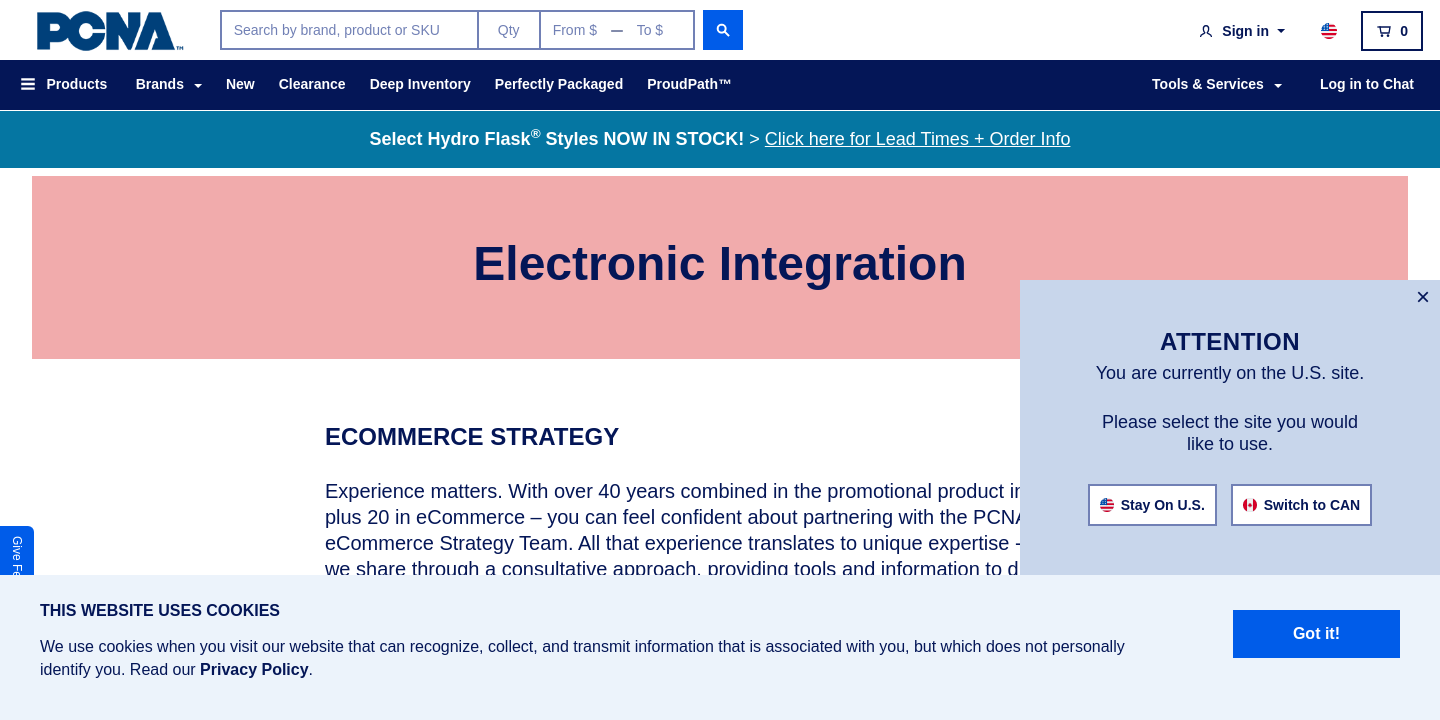 PCNA™
Search by brand, product or SKU
Qty
From $ — To $
Sign in
0
Products
Brands
New
Clearance
Deep Inventory
Perfectly Packaged
ProudPath™
Tools & Services
Log in to Chat
Select Hydro Flask® Styles NOW IN STOCK! > Click here for Lead Times + Order Info
Electronic Integration
×
ATTENTION
You are currently on the U.S. site.
Please select the site you would
like to use.
Stay On U.S.
Switch to CAN
ECOMMERCE STRATEGY
Experience matters. With over 40 years combined in the promotional product
plus 20 in eCommerce – you can feel confident about partnering with the PCNA
eCommerce Strategy Team. All that experience translates to unique expertise -
we share through a consultative approach, providing tools and information to
Give
THIS WEBSITE USES COOKIES
We use cookies when you visit our website that can recognize, collect, and transmit information that is associated with you, but which does not personally
identify you. Read our Privacy Policy.
Got it!